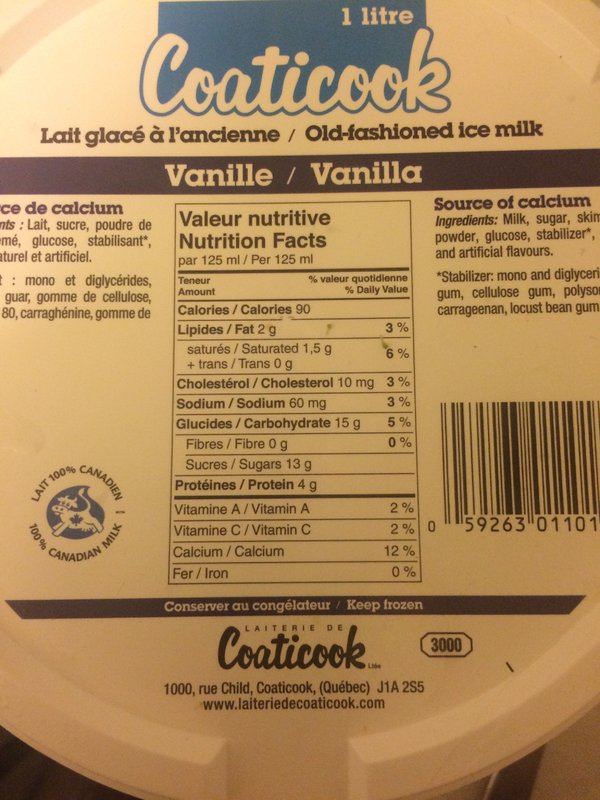 1 litre
Coaticook
Lait glacé à l'ancienne / Old-fashioned ice milk
Vanille / Vanilla
ce de calcium
nts : Lait, sucre, poudre de
émé, glucose, stabilisant*,
aturel et artificiel.
t : mono et diglycérides,
guar, gomme de cellulose,
80, carraghénine, gomme de
LAIT 100% CANADIEN
100% CANADIAN MILK
Valeur nutritive
Nutrition Facts
par 125 ml / Per 125 ml
Teneur % valeur quotidienne
Amount % Daily Value
Calories / Calories 90
Lipides / Fat 2 g 3 %
saturés / Saturated 1,5 g
+ trans / Trans 0 g 6 %
Cholestérol / Cholesterol 10 mg 3 %
Sodium / Sodium 60 mg 3 %
Glucides / Carbohydrate 15 g 5 %
Fibres / Fibre 0 g 0 %
Sucres / Sugars 13 g
Protéines / Protein 4 g
Vitamine A / Vitamin A 2 %
Vitamine C / Vitamin C 2 %
Calcium / Calcium 12 %
Fer / Iron 0 %
Source of calcium
Ingredients: Milk, sugar, skim
powder, glucose, stabilizer*,
and artificial flavours.
*Stabilizer: mono and diglyceri
gum, cellulose gum, polyso
carrageenan, locust bean gum
0 59263 01101
Conserver au congélateur / Keep frozen
LAITERIE DE
Coaticook Ltée
3000
1000, rue Child, Coaticook, (Québec) J1A 2S5
www.laiteriedecoaticook.com